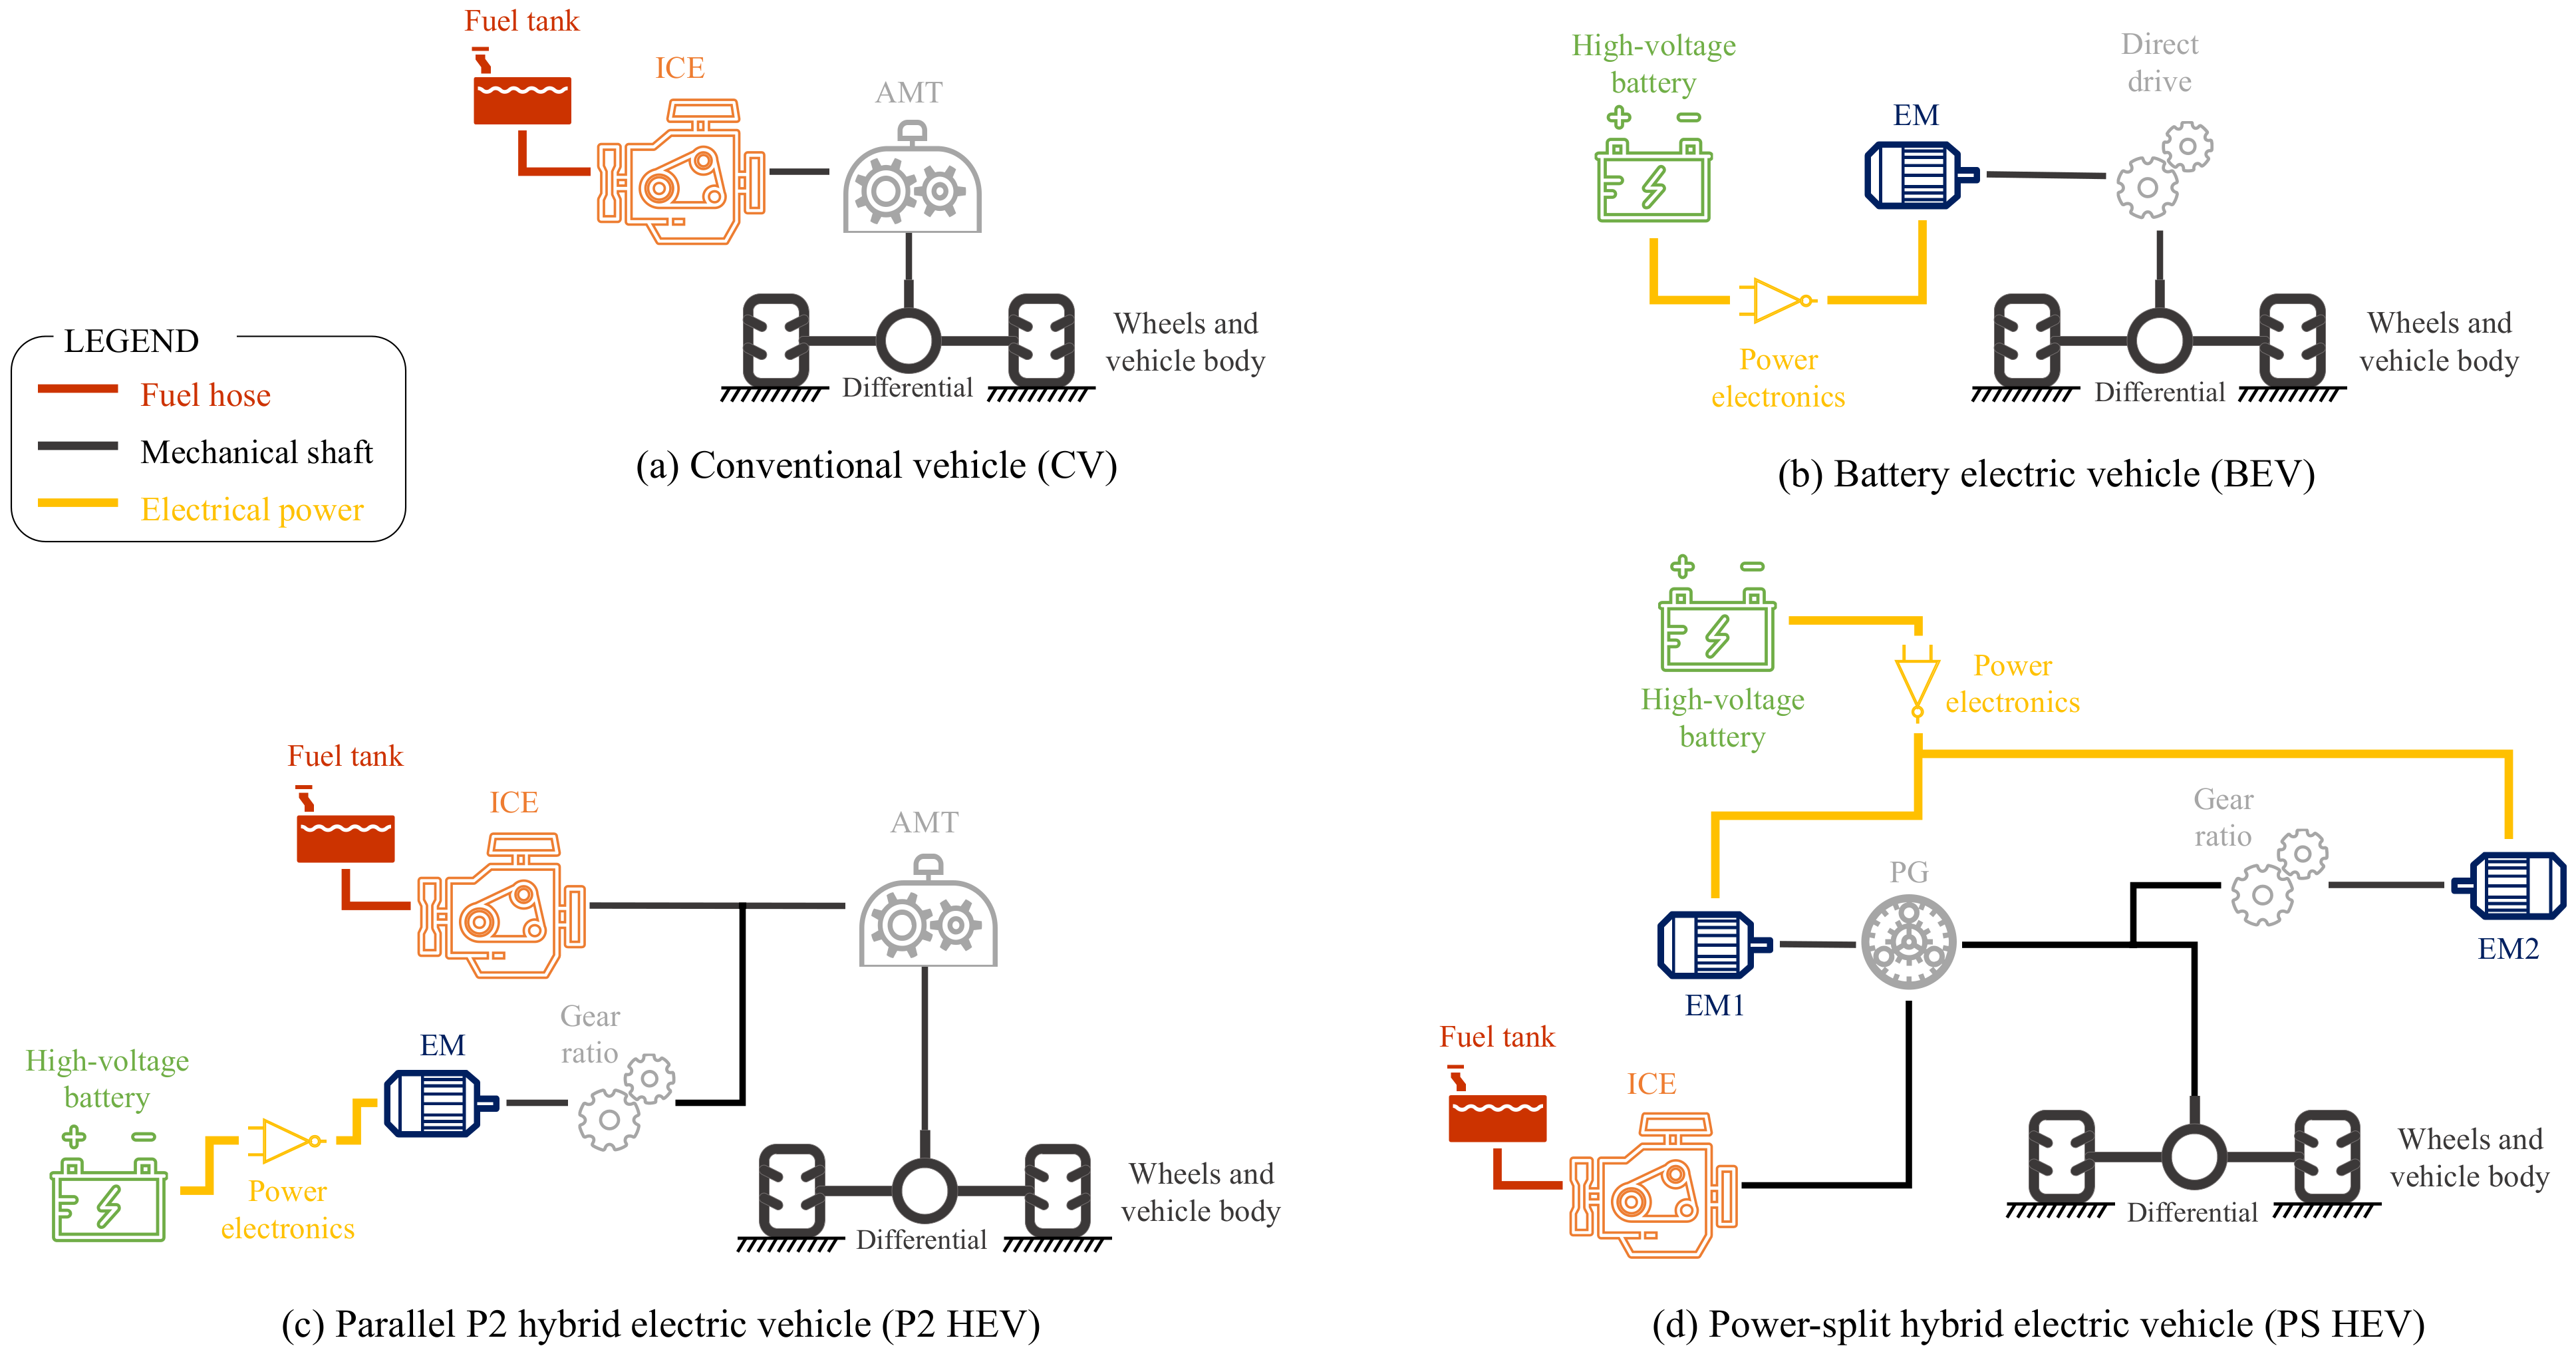 Fuel tank
ICE
AMT
Wheels and
vehicle body
Differential
(a) Conventional vehicle (CV)
High-voltage
battery
EM
Direct
drive
Power
electronics
Wheels and
vehicle body
Differential
(b) Battery electric vehicle (BEV)
LEGEND
Fuel hose
Mechanical shaft
Electrical power
Fuel tank
ICE
AMT
Gear
ratio
EM
High-voltage
battery
Power
electronics
Wheels and
vehicle body
Differential
(c) Parallel P2 hybrid electric vehicle (P2 HEV)
High-voltage
battery
Power
electronics
Gear
ratio
PG
EM1
EM2
Fuel tank
ICE
Wheels and
vehicle body
Differential
(d) Power-split hybrid electric vehicle (PS HEV)